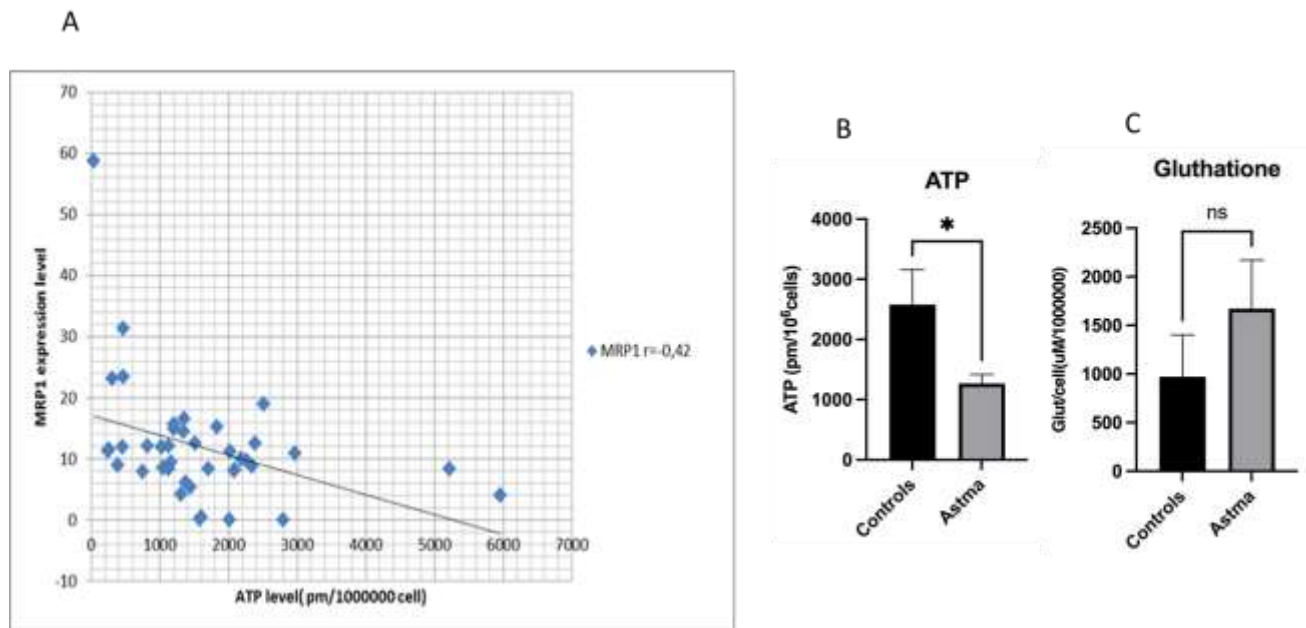 A
70
60
50
40
30
20
10
0
-10
0 1000 2000 3000 4000 5000 6000 7000
MRP1 expression level
ATP level( pm/1000000 cell)
MRP1 r=-0,42
B
ATP
*
4000
3000
2000
1000
0
ATP (pm/10⁶cells)
Controls
Astma
C
Gluthatione
ns
2500
2000
1500
1000
500
0
Glut/cell(uM/1000000)
Controls
Astma